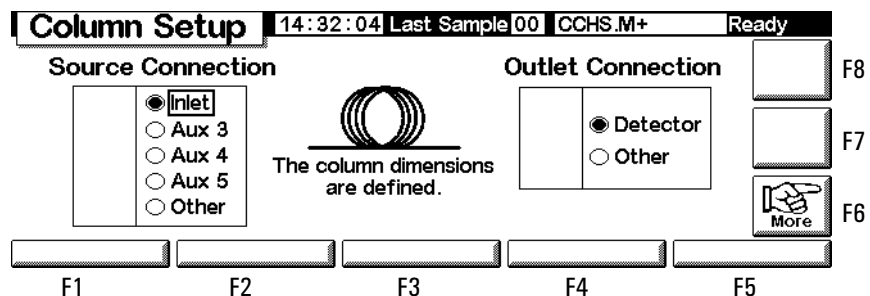 Column Setup 14:32:04 Last Sample 00 CCHS.M+ Ready
Source Connection
Inlet
Aux 3
Aux 4
Aux 5
Other
The column dimensions
are defined.
Outlet Connection
Detector
Other
More
F8
F7
F6
F1 F2 F3 F4 F5